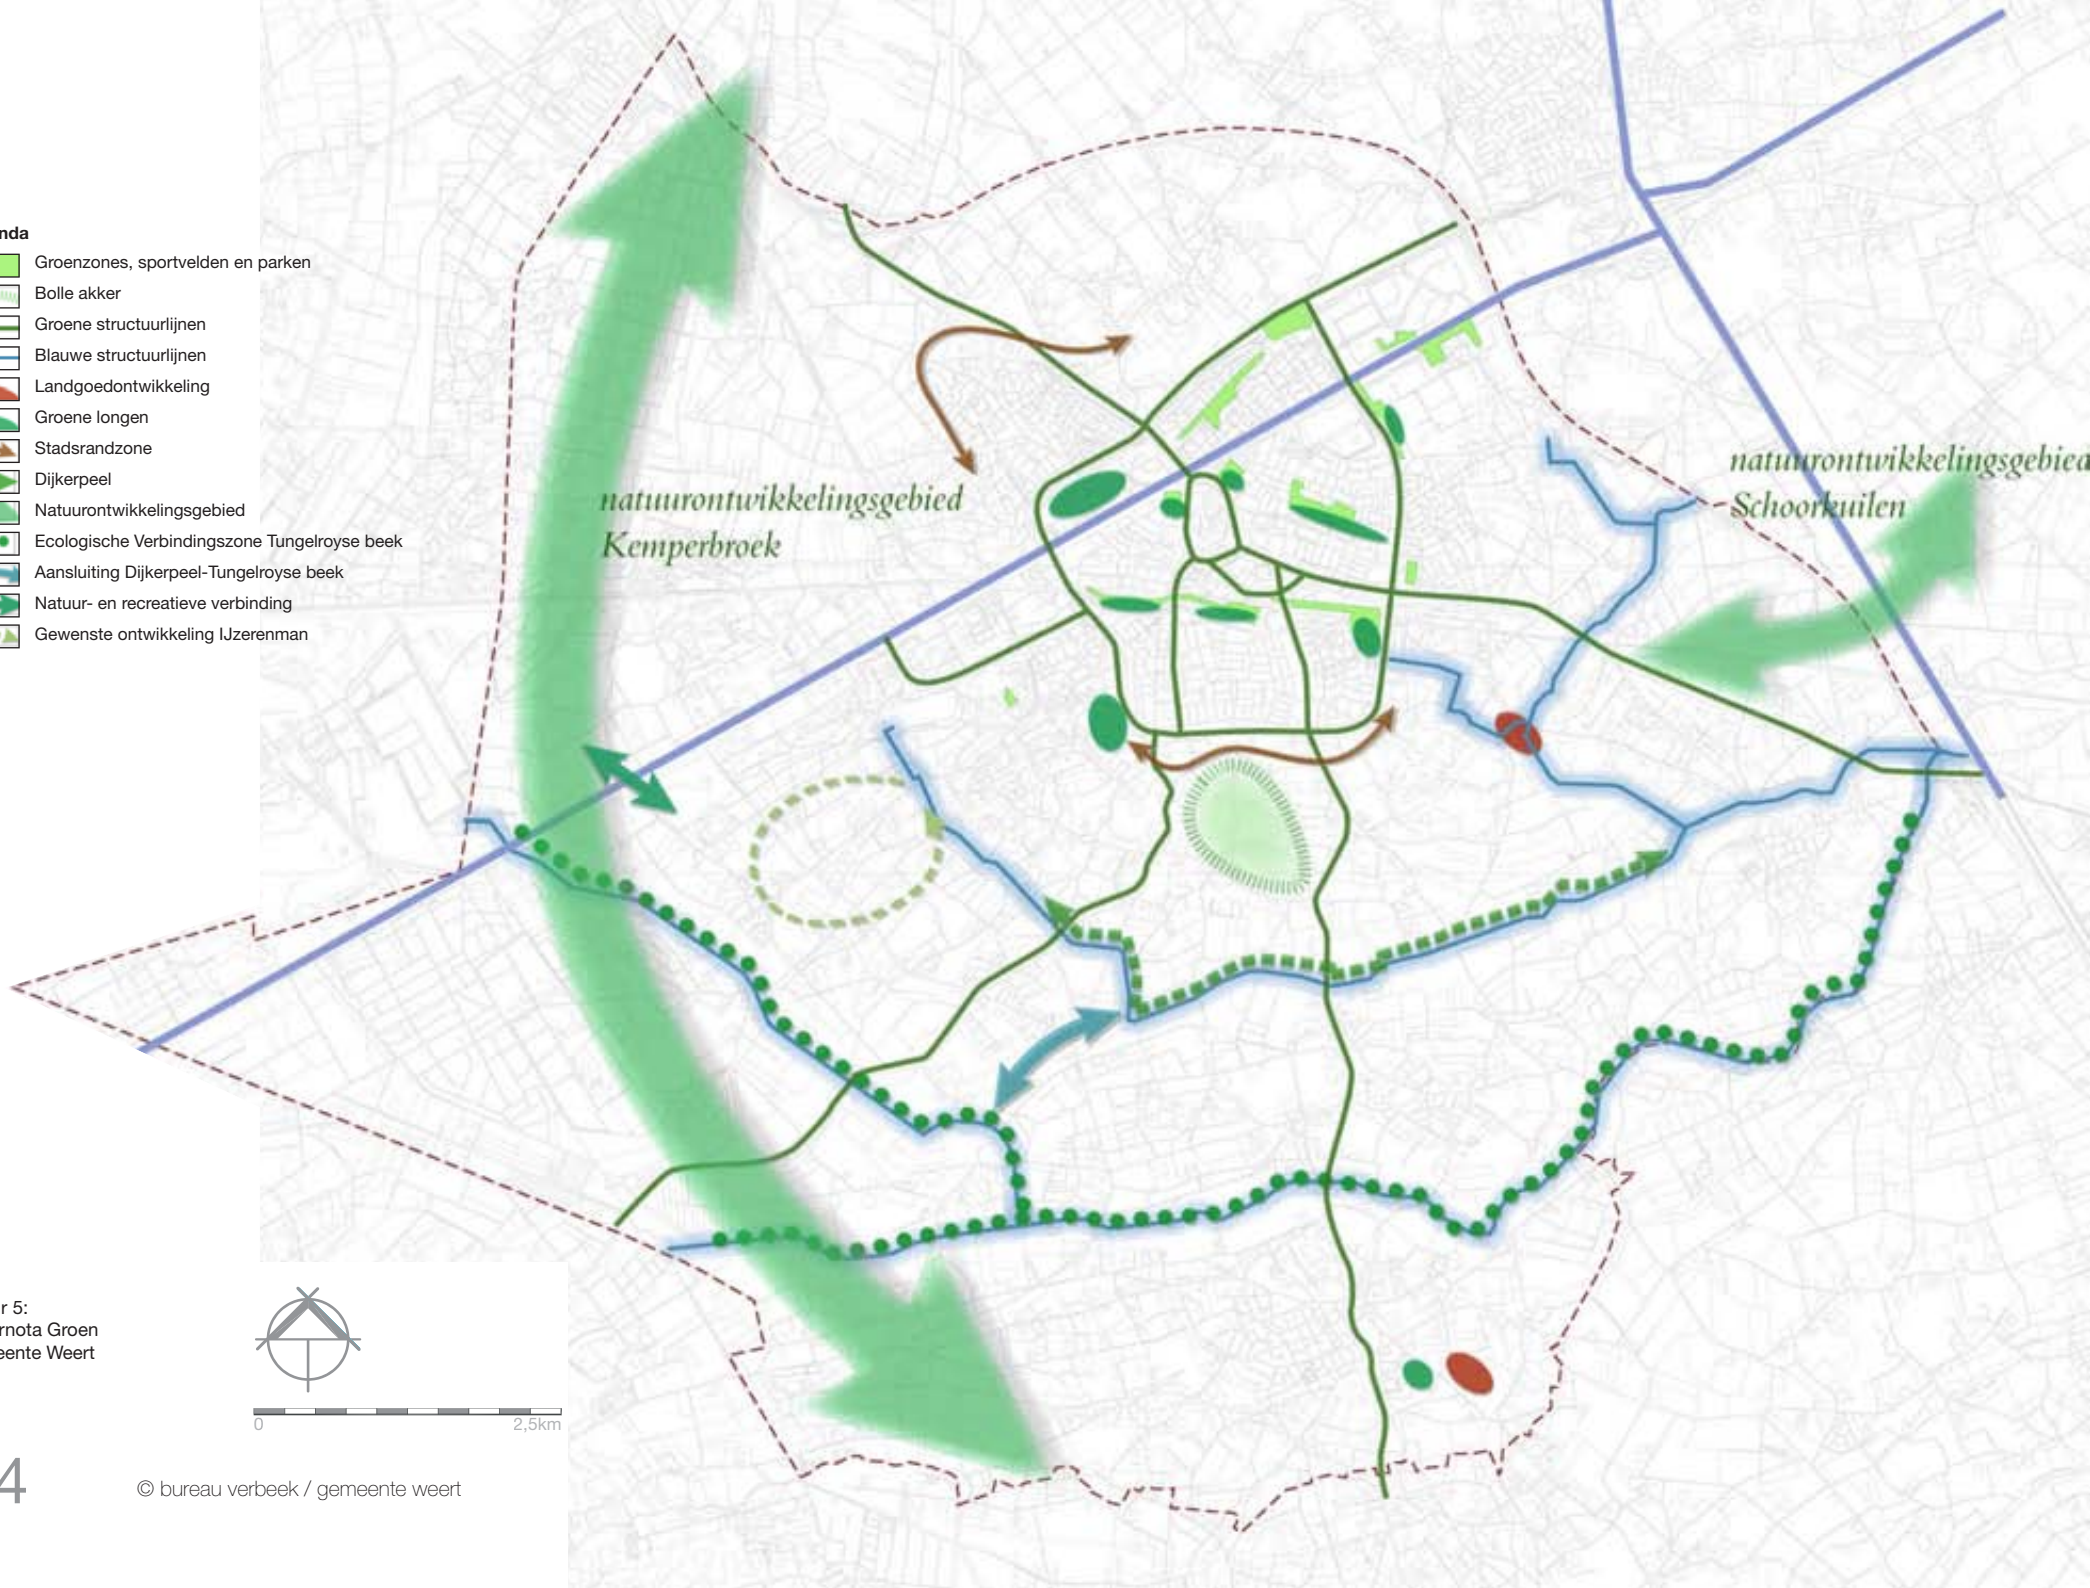 nda
Groenzones, sportvelden en parken
Bolle akker
Groene structuurlijnen
Blauwe structuurlijnen
Landgoedontwikkeling
Groene longen
Stadsrandzone
Dijkerpeel
Natuurontwikkelingsgebied
Ecologische Verbindingszone Tungelroyse beek
Aansluiting Dijkerpeel-Tungelroyse beek
Natuur- en recreatieve verbinding
Gewenste ontwikkeling IJzerenman
natuurontwikkelingsgebied
Kemperbroek
natuurontwikkelingsgebied
Schoorkuilen
r 5:
rnota Groen
eente Weert
0 2,5km
4
© bureau verbeek / gemeente weert